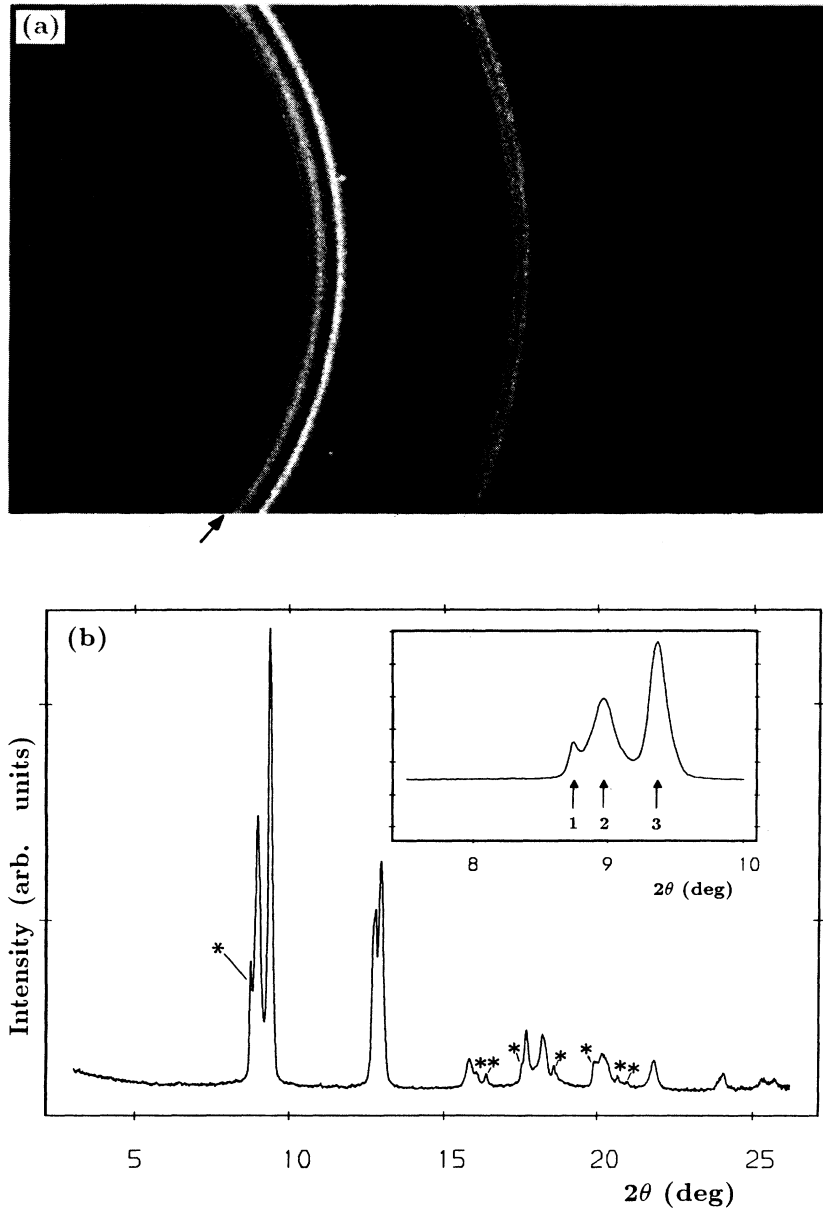 (a)
(b)
Intensity (arb. units)
*
* *
*
*
*
* *
1 2 3
8 9 10
2θ (deg)
5 10 15 20 25
2θ (deg)